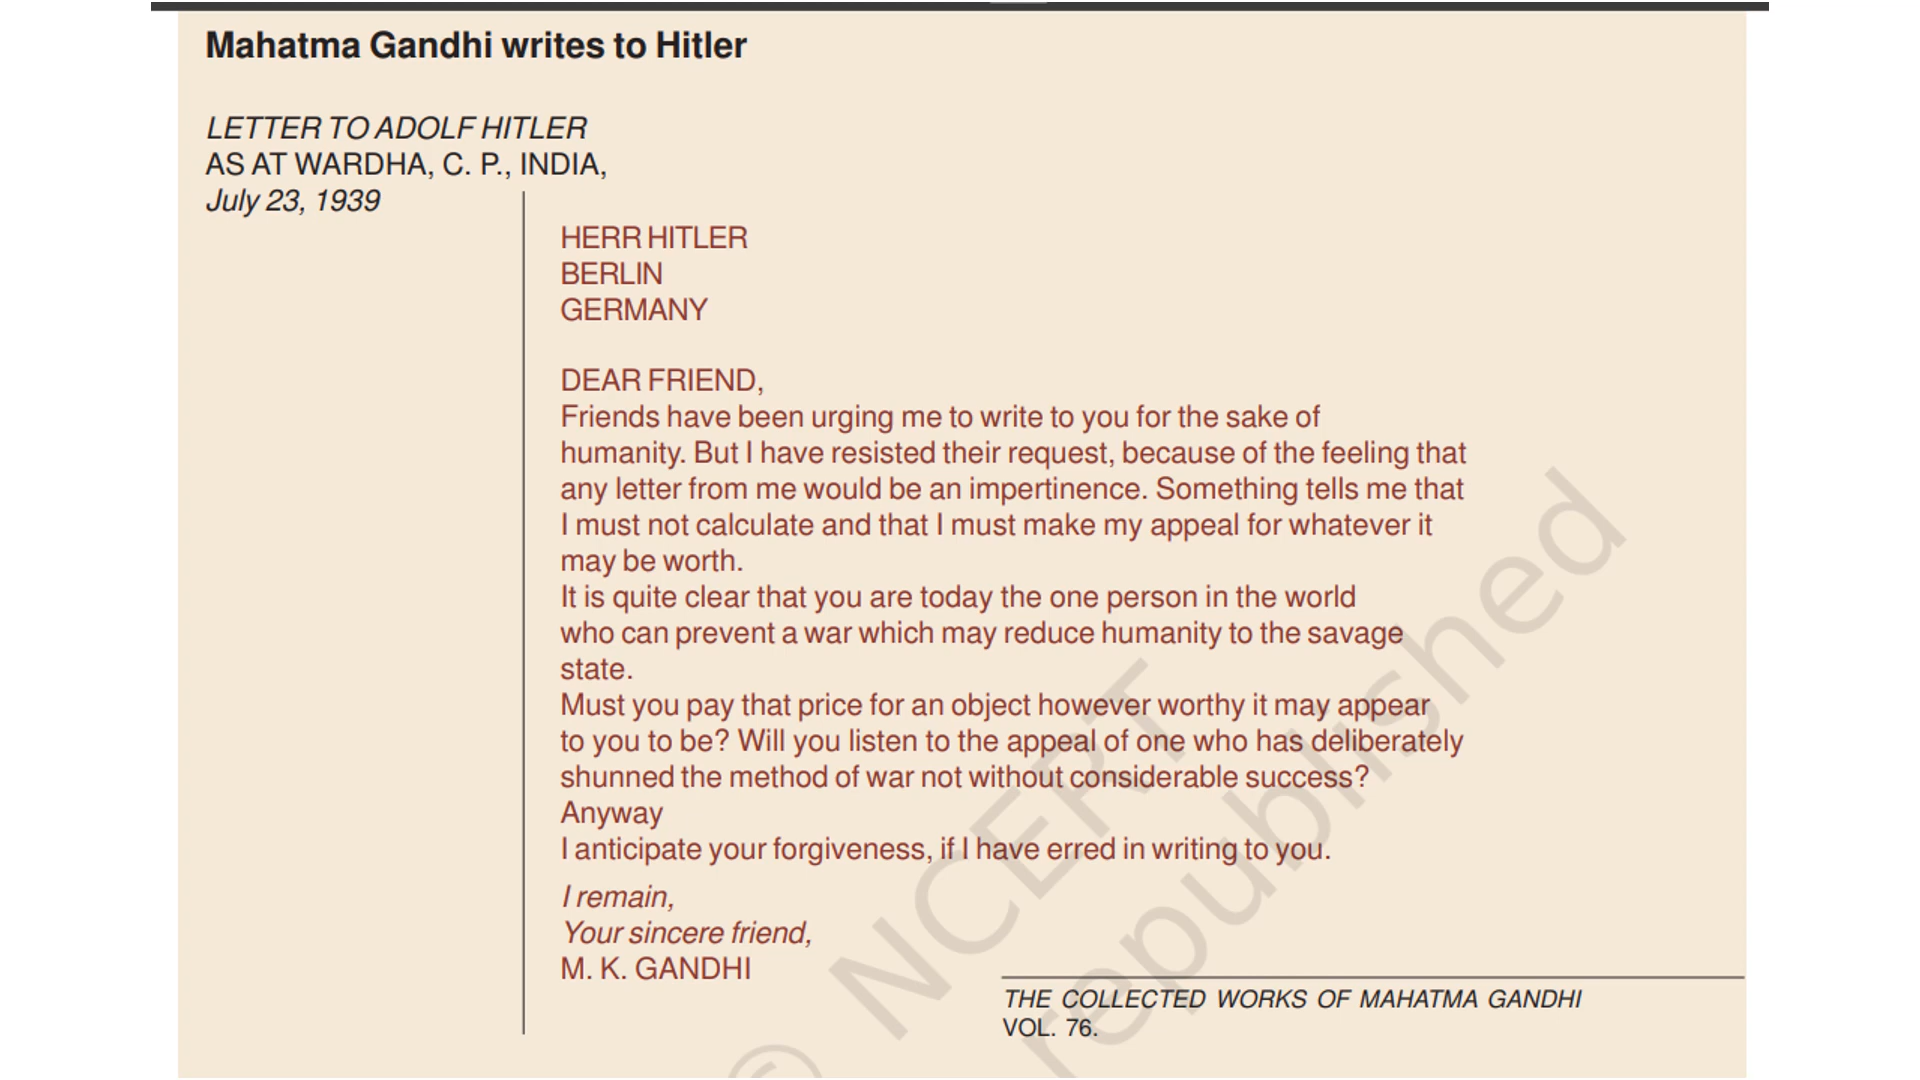 Mahatma Gandhi writes to Hitler
LETTER TO ADOLF HITLER
AS AT WARDHA, C. P., INDIA,
July 23, 1939
HERR HITLER
BERLIN
GERMANY
DEAR FRIEND,
Friends have been urging me to write to you for the sake of
humanity. But I have resisted their request, because of the feeling that
any letter from me would be an impertinence. Something tells me that
I must not calculate and that I must make my appeal for whatever it
may be worth.
It is quite clear that you are today the one person in the world
who can prevent a war which may reduce humanity to the savage
state.
Must you pay that price for an object however worthy it may appear
to you to be? Will you listen to the appeal of one who has deliberately
shunned the method of war not without considerable success?
Anyway
I anticipate your forgiveness, if I have erred in writing to you.
I remain,
Your sincere friend,
M. K. GANDHI
THE COLLECTED WORKS OF MAHATMA GANDHI
VOL. 76.
© NCERT
republished